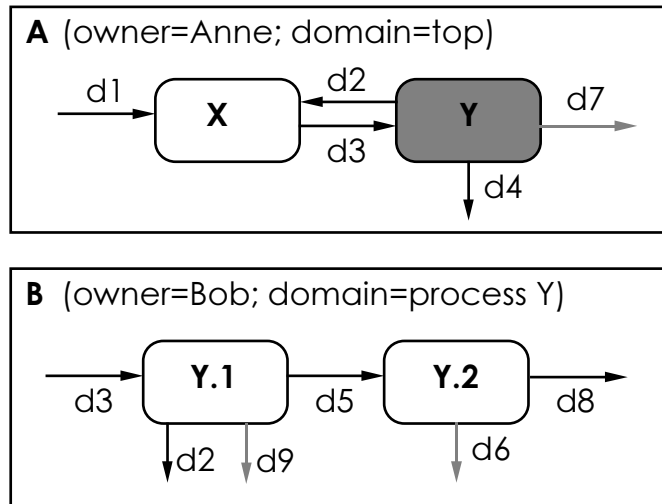 A (owner=Anne; domain=top)
d1
X
d2
d3
Y
d7
d4
B (owner=Bob; domain=process Y)
d3
Y.1
d5
Y.2
d8
d2
d9
d6